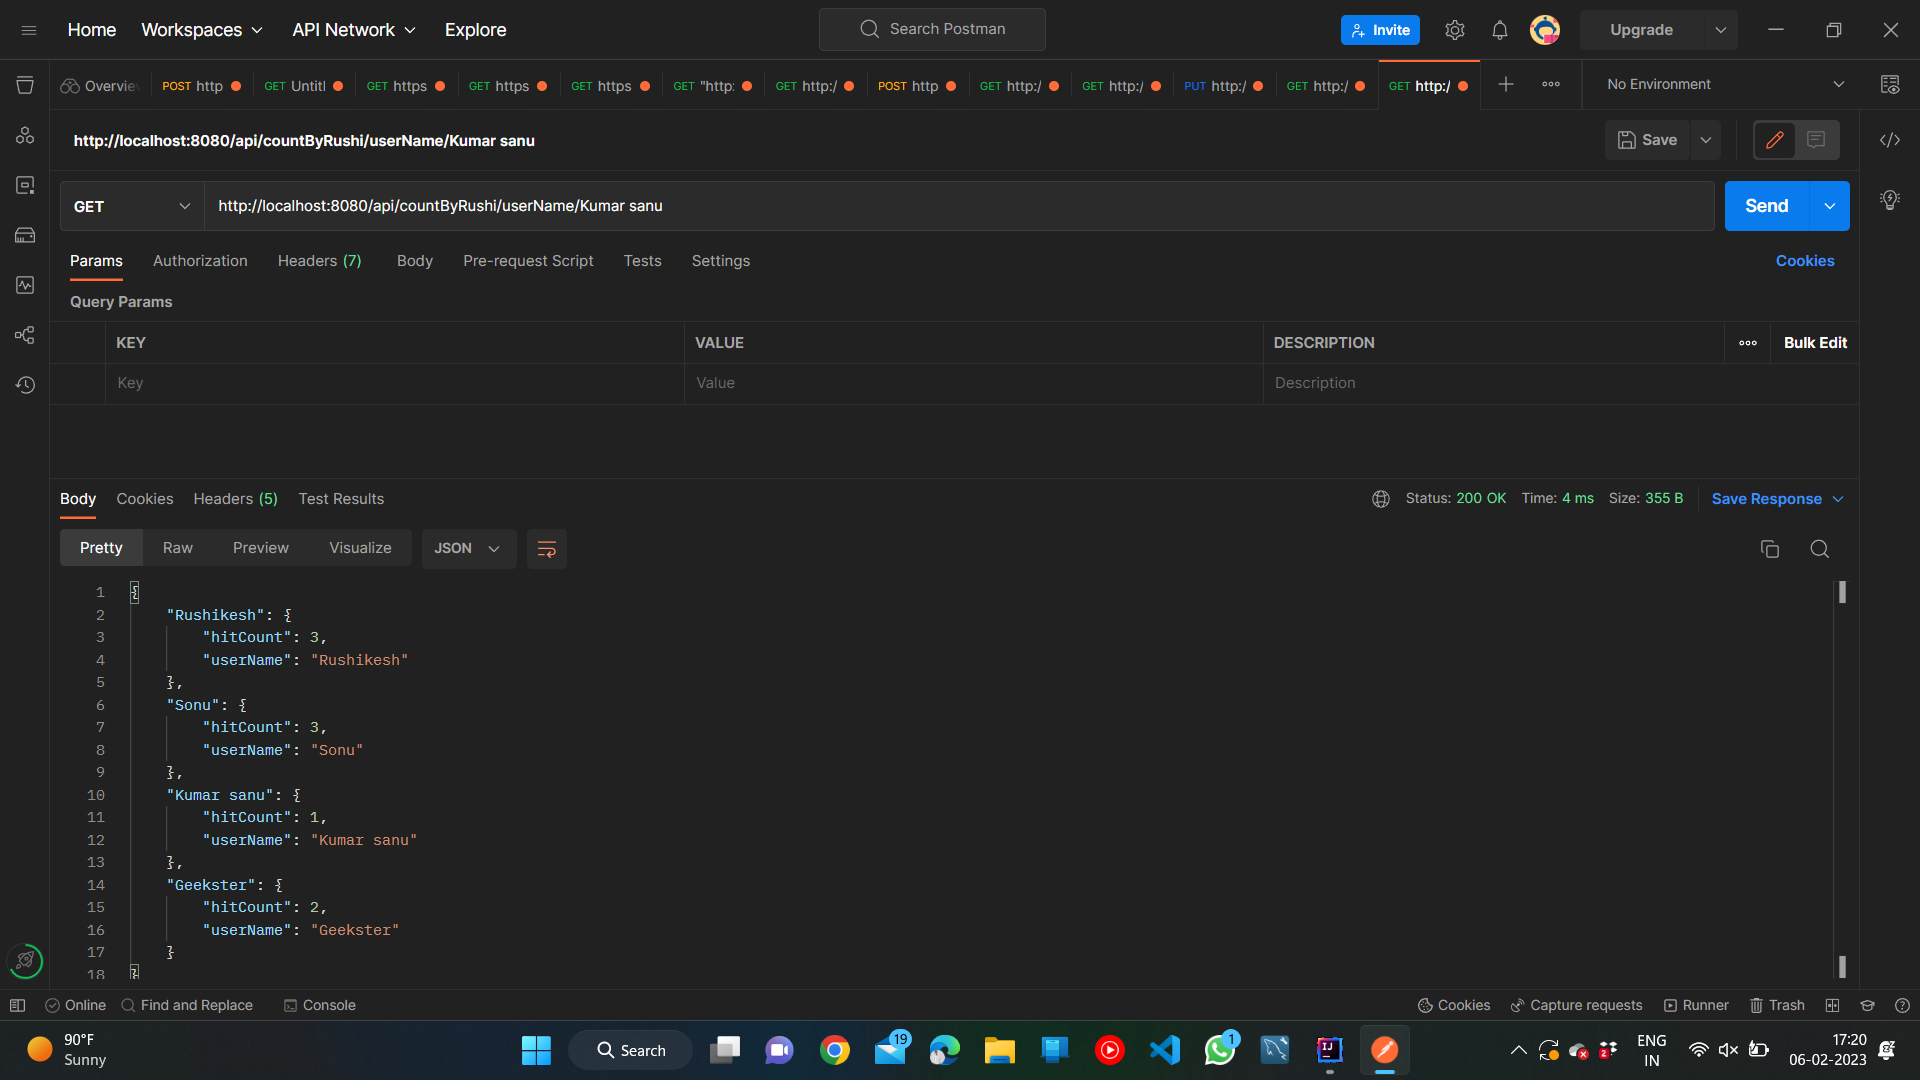 Home Workspaces API Network Explore Search Postman Invite Upgrade
Overvie POST http GET Untitl GET https GET https GET https GET "http: GET http:/ POST http GET http:/ GET http:/ PUT http:/ GET http:/ GET http:/ No Environment
http://localhost:8080/api/countByRushi/userName/Kumar sanu Save
GET http://localhost:8080/api/countByRushi/userName/Kumar sanu Send
Params Authorization Headers (7) Body Pre-request Script Tests Settings Cookies
Query Params
KEY VALUE DESCRIPTION Bulk Edit
Key Value Description
Body Cookies Headers (5) Test Results Status: 200 OK Time: 4 ms Size: 355 B Save Response
Pretty Raw Preview Visualize JSON
1 {
2 "Rushikesh": {
3 "hitCount": 3,
4 "userName": "Rushikesh"
5 },
6 "Sonu": {
7 "hitCount": 3,
8 "userName": "Sonu"
9 },
10 "Kumar sanu": {
11 "hitCount": 1,
12 "userName": "Kumar sanu"
13 },
14 "Geekster": {
15 "hitCount": 2,
16 "userName": "Geekster"
17 }
18 }
Online Find and Replace Console Cookies Capture requests Runner Trash
90°F
Sunny
Search
19
1
IJ
2
ENG
IN
17:20
06-02-2023